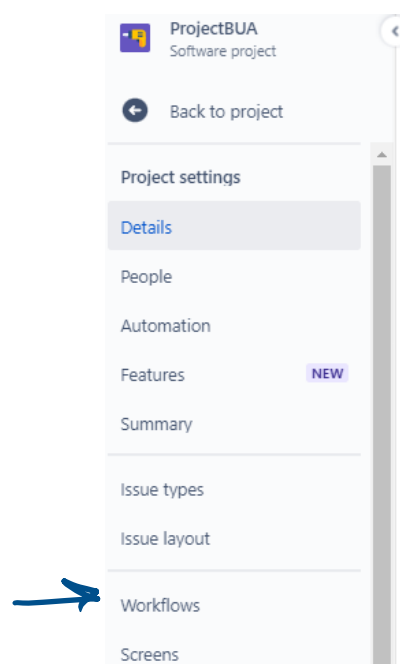 ProjectBUA
Software project
Back to project
Project settings
Details
People
Automation
Features NEW
Summary
Issue types
Issue layout
Workflows
Screens